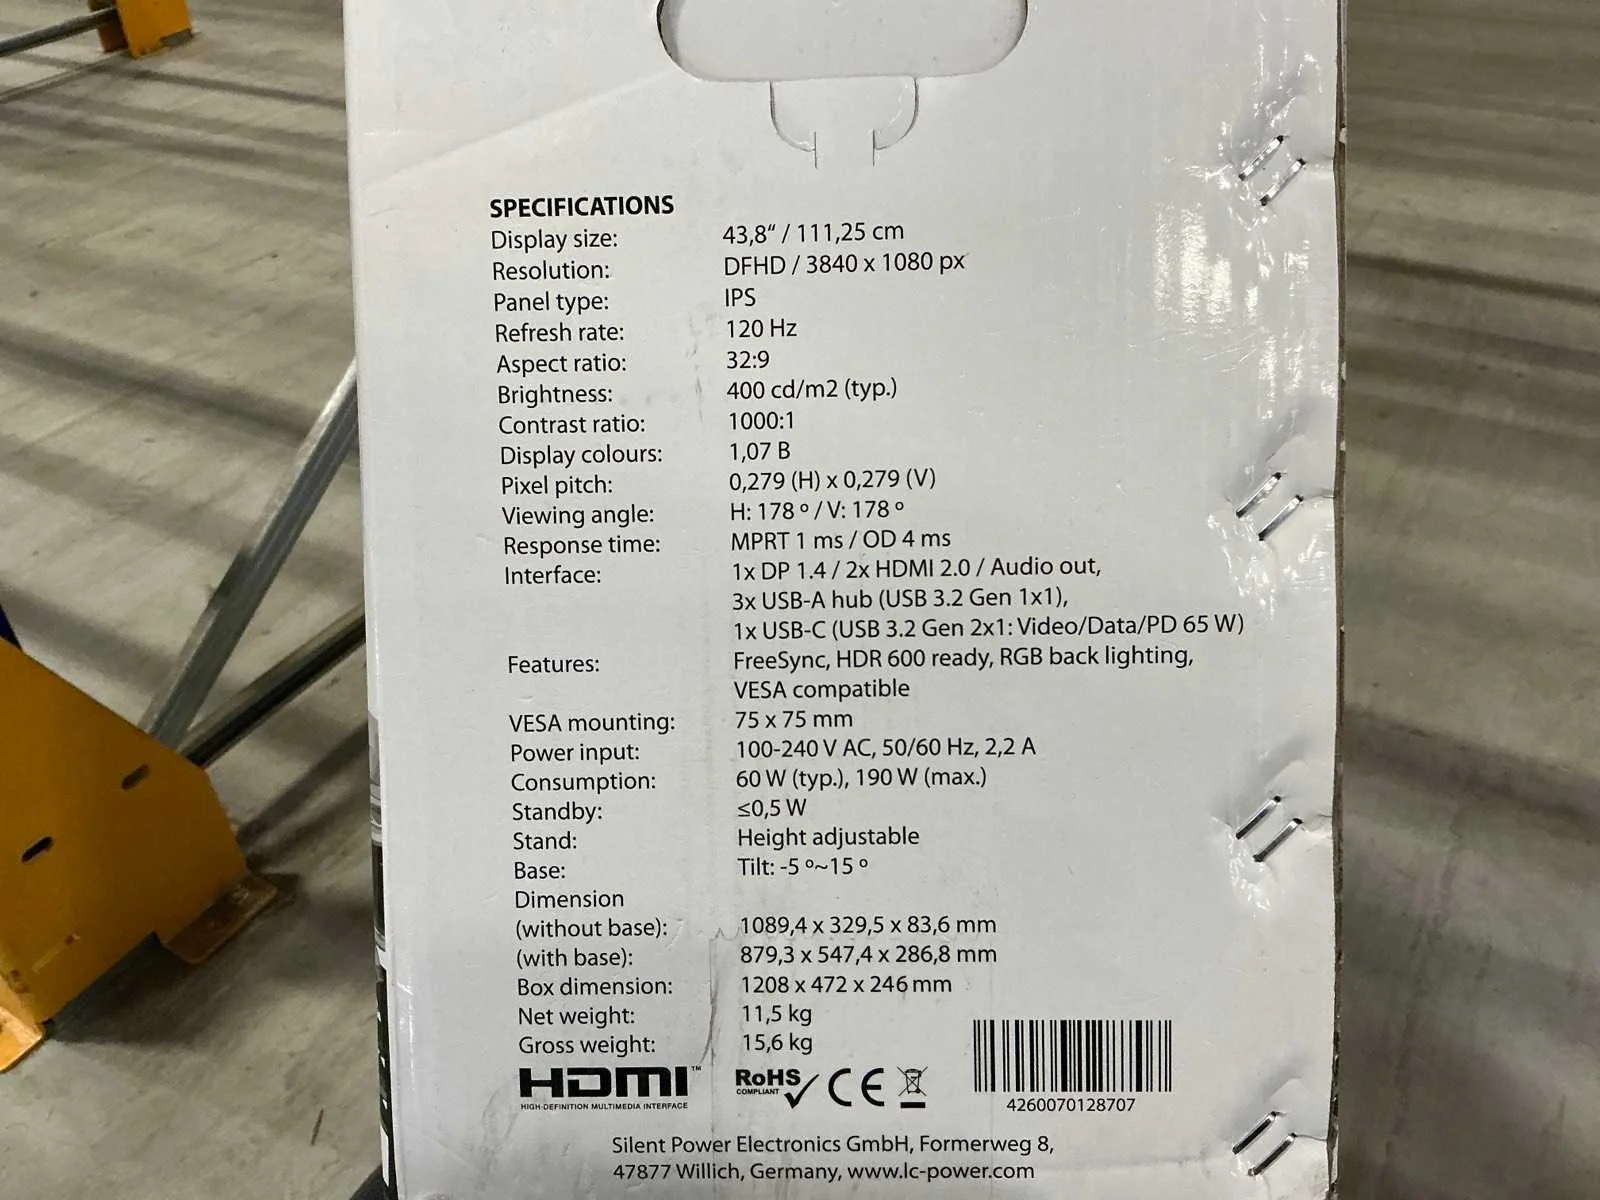 SPECIFICATIONS
Display size: 43,8“ / 111,25 cm
Resolution: DFHD / 3840 x 1080 px
Panel type: IPS
Refresh rate: 120 Hz
Aspect ratio: 32:9
Brightness: 400 cd/m2 (typ.)
Contrast ratio: 1000:1
Display colours: 1,07 B
Pixel pitch: 0,279 (H) x 0,279 (V)
Viewing angle: H: 178 º / V: 178 º
Response time: MPRT 1 ms / OD 4 ms
Interface: 1x DP 1.4 / 2x HDMI 2.0 / Audio out,
3x USB-A hub (USB 3.2 Gen 1x1),
1x USB-C (USB 3.2 Gen 2x1: Video/Data/PD 65 W)
Features: FreeSync, HDR 600 ready, RGB back lighting,
VESA compatible
VESA mounting: 75 x 75 mm
Power input: 100-240 V AC, 50/60 Hz, 2,2 A
Consumption: 60 W (typ.), 190 W (max.)
Standby: ≤0,5 W
Stand: Height adjustable
Base: Tilt: -5 º~15 º
Dimension
(without base): 1089,4 x 329,5 x 83,6 mm
(with base): 879,3 x 547,4 x 286,8 mm
Box dimension: 1208 x 472 x 246 mm
Net weight: 11,5 kg
Gross weight: 15,6 kg
HDMI™ RoHS CE
HIGH-DEFINITION MULTIMEDIA INTERFACE COMPLIANT
4260070128707
Silent Power Electronics GmbH, Formerweg 8,
47877 Willich, Germany, www.lc-power.com